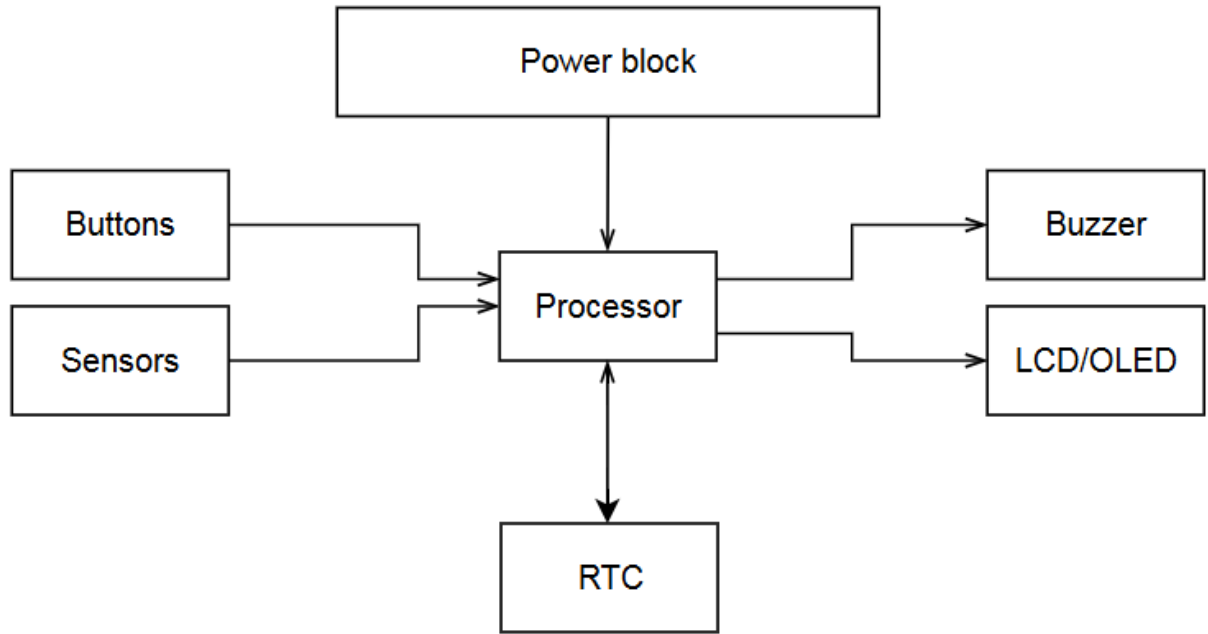 Power block
Buttons
Buzzer
Processor
Sensors
LCD/OLED
RTC